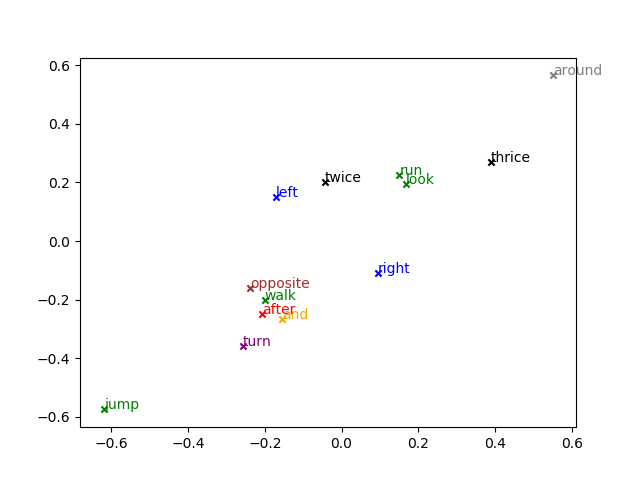 0.6
0.4
0.2
0.0
−0.2
−0.4
−0.6
−0.6
−0.4
−0.2
0.0
0.2
0.4
0.6
around
thrice
run
look
twice
left
right
opposite
walk
after
and
turn
jump